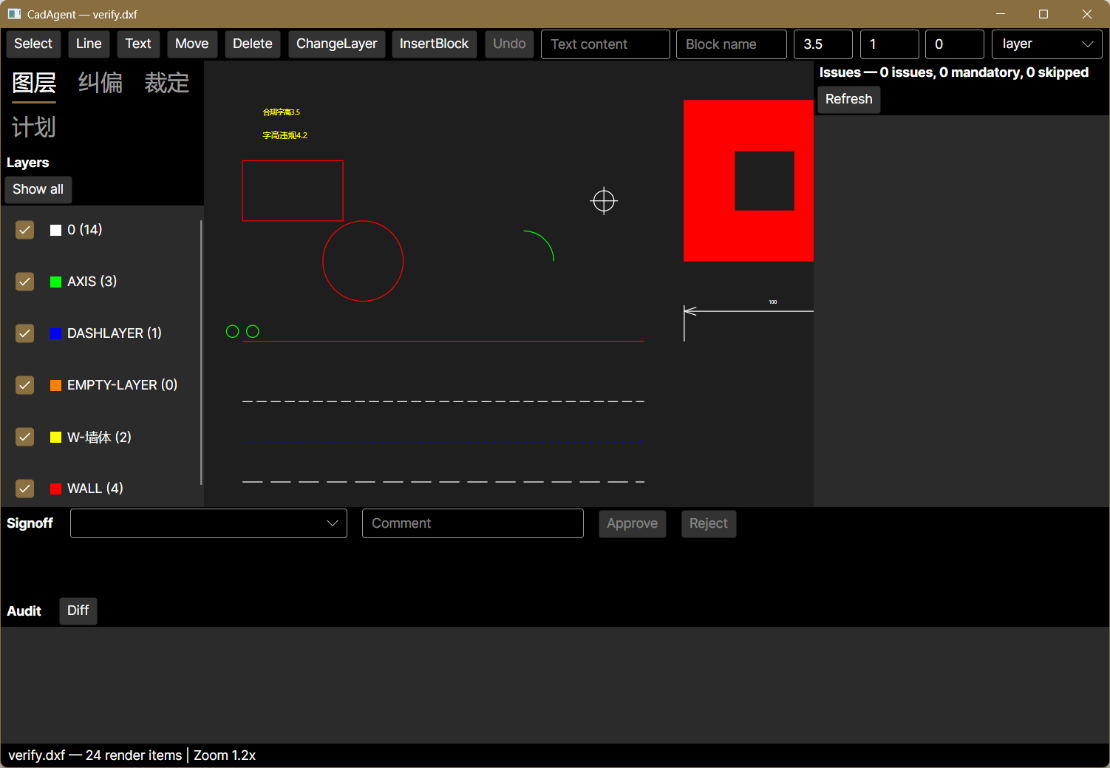 CadAgent — verify.dxf
Select Line Text Move Delete ChangeLayer InsertBlock Undo Text content Block name 3.5 1 0 layer
图层 纠偏 裁定
计划
Layers
Show all
0 (14)
AXIS (3)
DASHLAYER (1)
EMPTY-LAYER (0)
W-墙体 (2)
WALL (4)
合规字高3.5
字高违规4.2
100
Issues — 0 issues, 0 mandatory, 0 skipped
Refresh
Signoff Comment Approve Reject
Audit Diff
verify.dxf — 24 render items | Zoom 1.2x